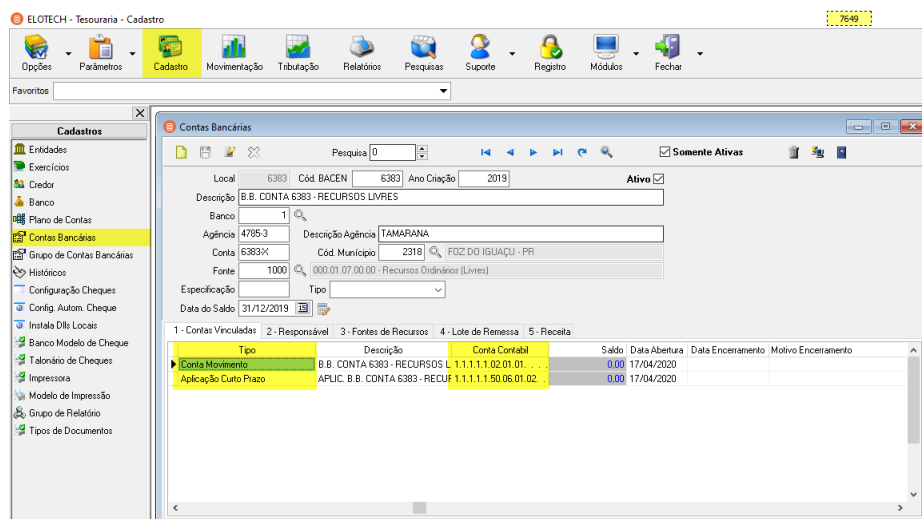 ELOTECH - Tesouraria - Cadastro
7649
Opções Parâmetros Cadastro Movimentação Tributação Relatórios Pesquisas Suporte Registro Módulos Fechar
Favoritos
Cadastros
Entidades
Exercícios
Credor
Banco
Plano de Contas
Contas Bancárias
Grupo de Contas Bancárias
Históricos
Configuração Cheques
Config. Autom. Cheque
Instala Dlls Locais
Banco Modelo de Cheque
Talonário de Cheques
Impressora
Modelo de Impressão
Grupo de Relatório
Tipos de Documentos
Contas Bancárias
Pesquisa 0 Somente Ativas
Local 6383 Cód. BACEN 6383 Ano Criação 2019 Ativo
Descrição B.B. CONTA 6383 - RECURSOS LIVRES
Banco 1
Agência 4785-3 Descrição Agência TAMARANA
Conta 6383-X Cód. Munícipio 2318 FOZ DO IGUAÇU - PR
Fonte 1000 000.01.07.00.00 - Recursos Ordinários (Livres)
Especificação Tipo
Data do Saldo 31/12/2019 15
1 - Contas Vinculadas 2 - Responsável 3 - Fontes de Recursos 4 - Lote de Remessa 5 - Receita
Tipo Descrição Conta Contabil Saldo Data Abertura Data Encerramento Motivo Encerramento
Conta Movimento B.B. CONTA 6383 - RECURSOS L 1.1.1.1.1.02.01.01. . . . 0,00 17/04/2020
Aplicação Curto Prazo APLIC. B.B. CONTA 6383 - RECUF 1.1.1.1.1.50.06.01.02. . 0,00 17/04/2020